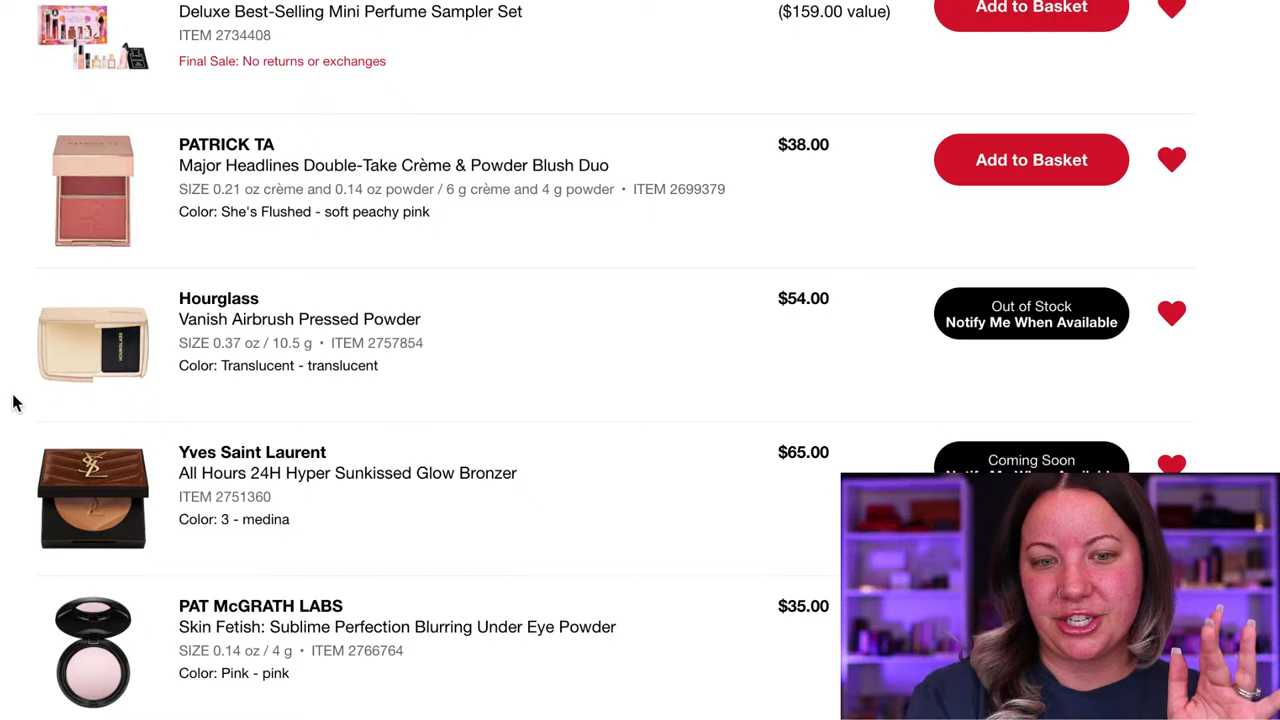 Deluxe Best-Selling Mini Perfume Sampler Set
($159.00 value)
Add to Basket
ITEM 2734408
Final Sale: No returns or exchanges
PATRICK TA
$38.00
Add to Basket
Major Headlines Double-Take Crème & Powder Blush Duo
SIZE 0.21 oz crème and 0.14 oz powder / 6 g crème and 4 g powder • ITEM 2699379
Color: She's Flushed - soft peachy pink
Hourglass
$54.00
Out of Stock
Notify Me When Available
Vanish Airbrush Pressed Powder
SIZE 0.37 oz / 10.5 g • ITEM 2757854
Color: Translucent - translucent
HOURGLASS
Yves Saint Laurent
$65.00
Coming Soon
Notify Me When Available
All Hours 24H Hyper Sunkissed Glow Bronzer
ITEM 2751360
Color: 3 - medina
PAT McGRATH LABS
$35.00
Skin Fetish: Sublime Perfection Blurring Under Eye Powder
SIZE 0.14 oz / 4 g • ITEM 2766764
Color: Pink - pink